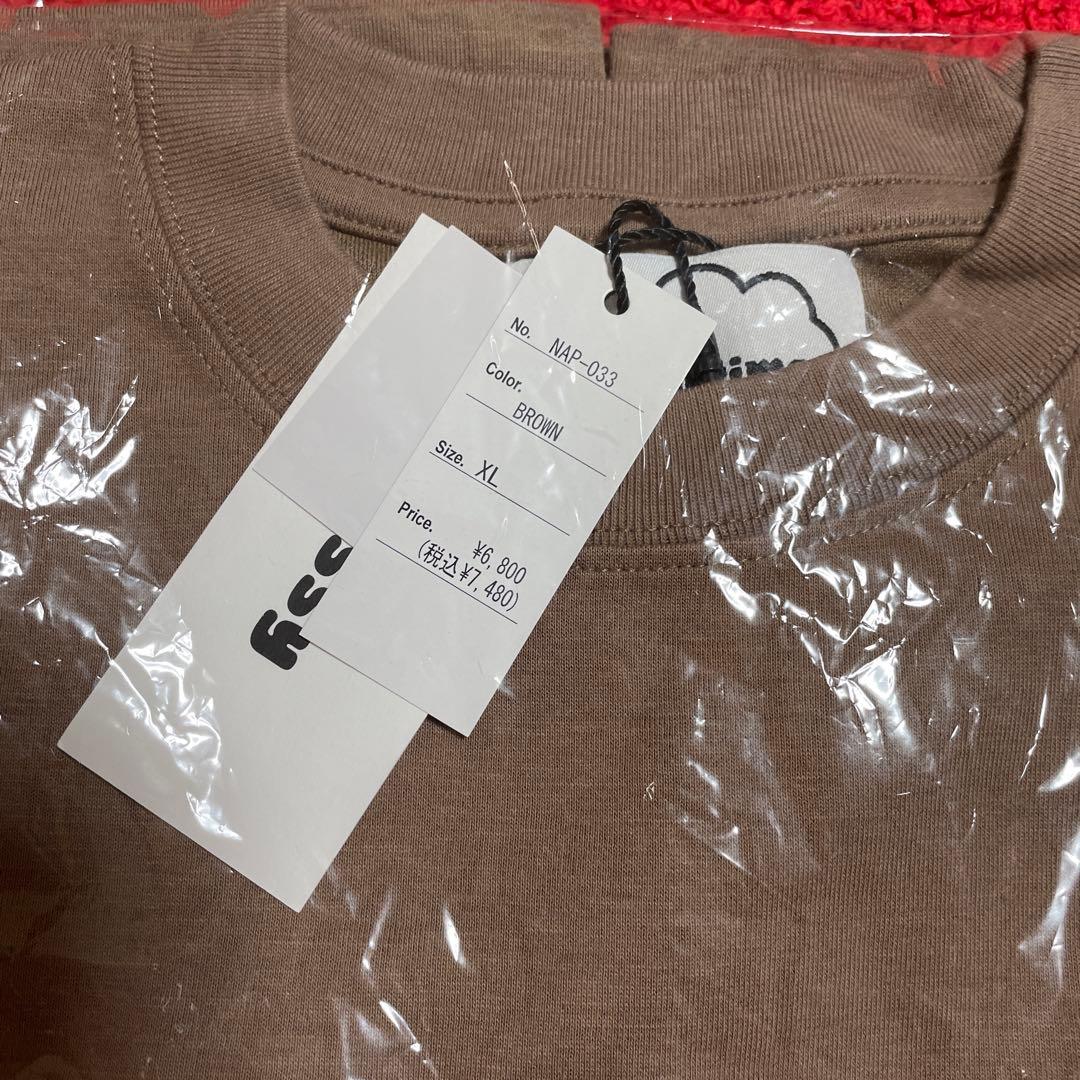 No. NAP-033
Color. BROWN
Size. XL
Price. ¥6,800
(税込¥7,480)